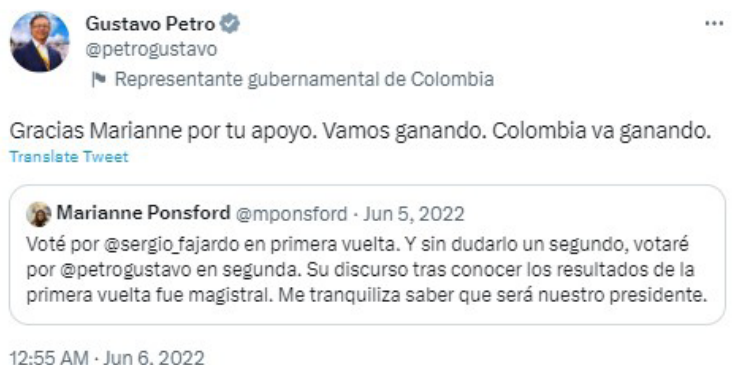 Gustavo Petro
@petrogustavo
Representante gubernamental de Colombia
Gracias Marianne por tu apoyo. Vamos ganando. Colombia va ganando.
Translate Tweet
Marianne Ponsford @mponsford · Jun 5, 2022
Voté por @sergio_fajardo en primera vuelta. Y sin dudarlo un segundo, votaré
por @petrogustavo en segunda. Su discurso tras conocer los resultados de la
primera vuelta fue magistral. Me tranquiliza saber que será nuestro presidente.
12:55 AM · Jun 6, 2022